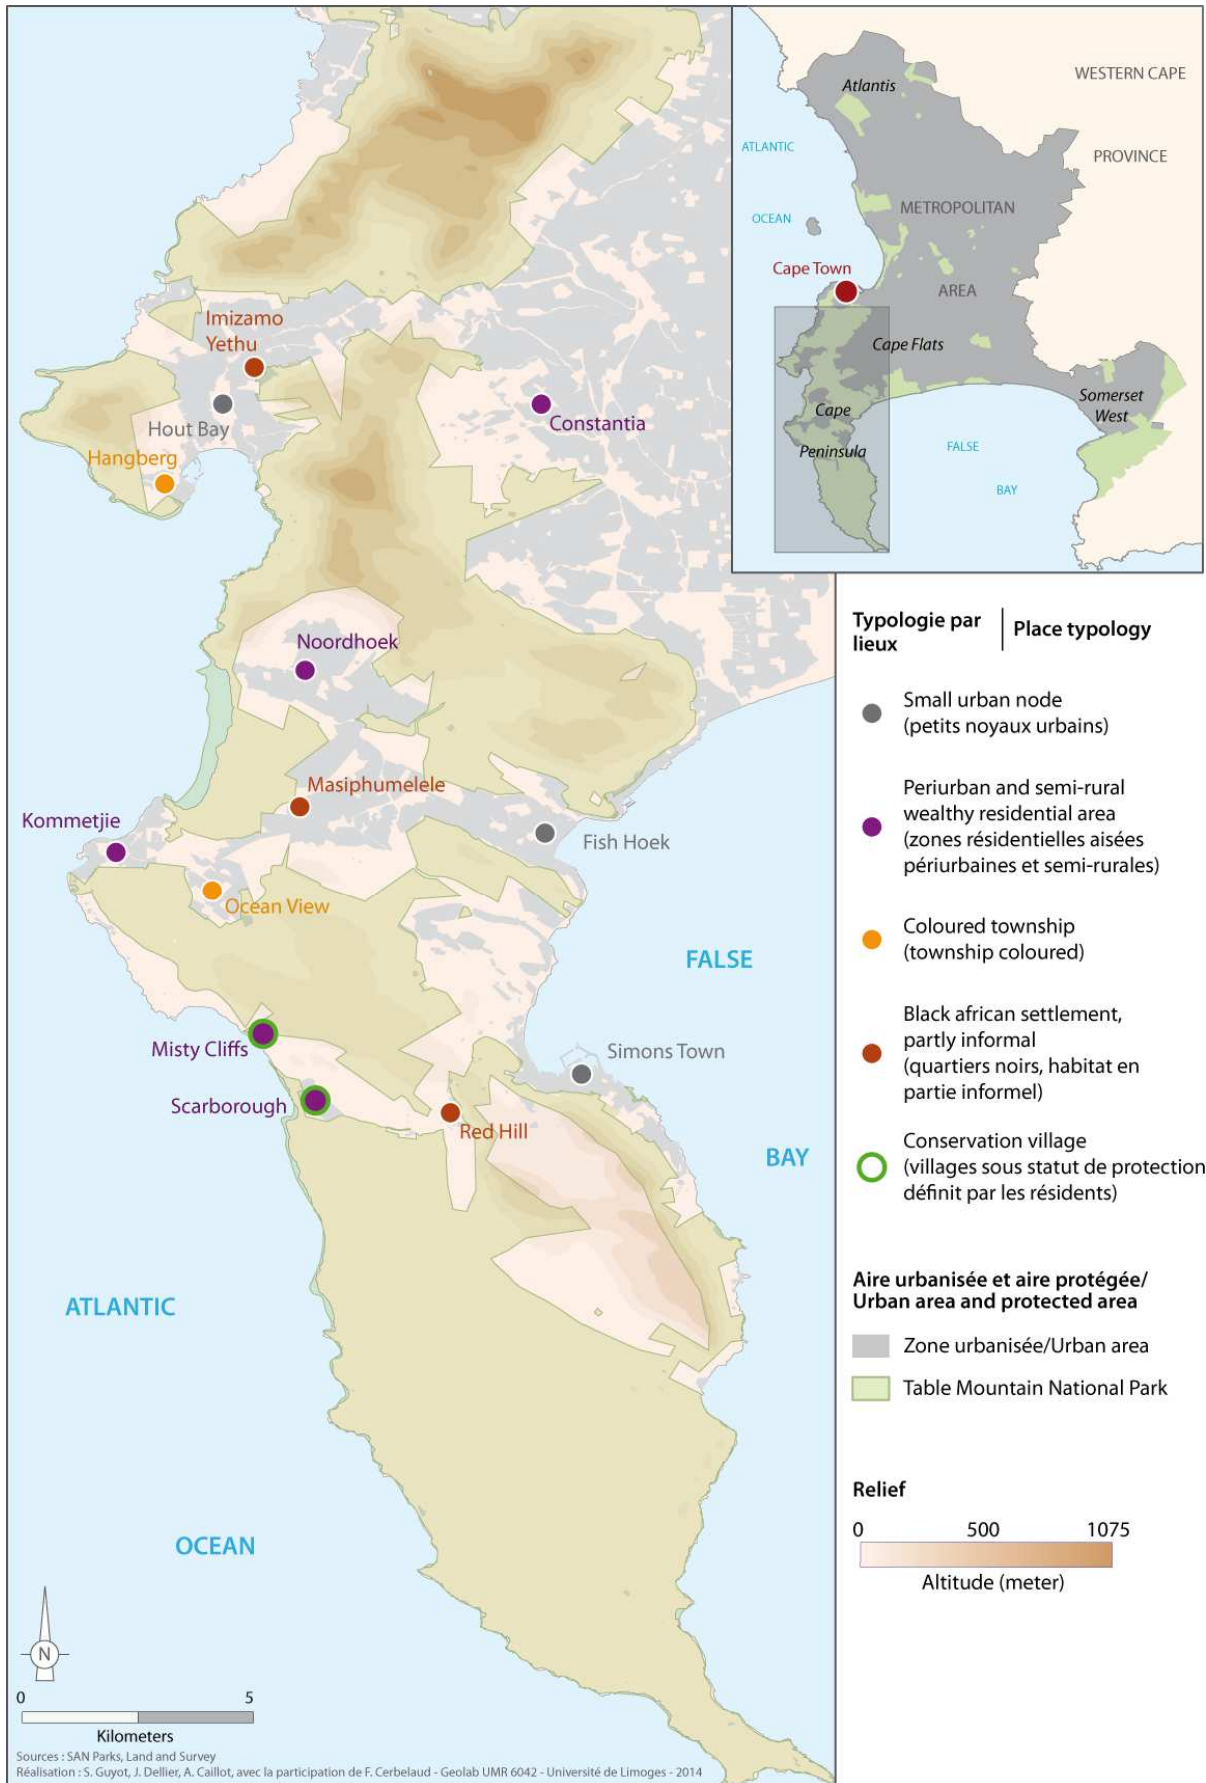 WESTERN CAPE
Atlantis
ATLANTIC
PROVINCE
METROPOLITAN
OCEAN
Cape Town
AREA
Cape Flats
Somerset
West
Cape
Peninsula
FALSE
BAY
Imizamo
Yethu
Constantia
Hout Bay
Hangberg
Noordhoek
Masiphumelele
Kommetjie
Fish Hoek
Ocean View
FALSE
Misty Cliffs
Simons Town
Scarborough
Red Hill
BAY
ATLANTIC
OCEAN
N
0 5
Kilometers
Sources : SAN Parks, Land and Survey
Réalisation : S. Guyot, J. Dellier, A. Caillot, avec la participation de F. Cerbelaud - Geolab UMR 6042 - Université de Limoges - 2014
Typologie par
lieux
Place typology
Small urban node
(petits noyaux urbains)
Periurban and semi-rural
wealthy residential area
(zones résidentielles aisées
périurbaines et semi-rurales)
Coloured township
(township coloured)
Black african settlement,
partly informal
(quartiers noirs, habitat en
partie informel)
Conservation village
(villages sous statut de protection
définit par les résidents)
Aire urbanisée et aire protégée/
Urban area and protected area
Zone urbanisée/Urban area
Table Mountain National Park
Relief
0 500 1075
Altitude (meter)